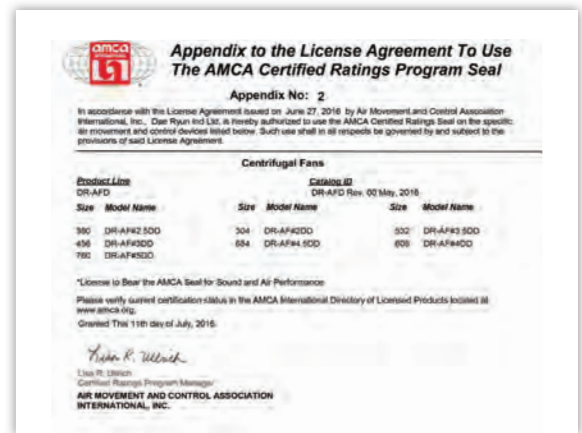 amca
INTERNATIONAL
Appendix to the License Agreement To Use
The AMCA Certified Ratings Program Seal
Appendix No: 2
In accordance with the License Agreement issued on June 27, 2016 by Air Movement and Control Association
International, Inc., Dae Ryun Ind Ltd. is hereby authorized to use the AMCA Certified Ratings Seal on the specific
air movement and control devices listed below. Such use shall in all respects be governed by and subject to the
provisions of said License Agreement.
Centrifugal Fans
Product Line Catalog ID
DR-AFD DR-AFD Rev. 00 May, 2016
Size Model Name Size Model Name Size Model Name
DR-AF#2.5DD 304 DR-AF#2DD 532 DR-AF#3.5DD
456 DR-AF#3DD 684 DR-AF#4.5DD 608 DR-AF#4DD
760 DR-AF#5DD
*License to Bear the AMCA Seal for Sound and Air Performance
Please verify current certification status in the AMCA International Directory of Licensed Products located at
www.amca.org.
Granted This 11th day of July, 2016.
Lisa R. Ullrich
Lisa R. Ullrich
Certified Ratings Program Manager
AIR MOVEMENT AND CONTROL ASSOCIATION
INTERNATIONAL, INC.